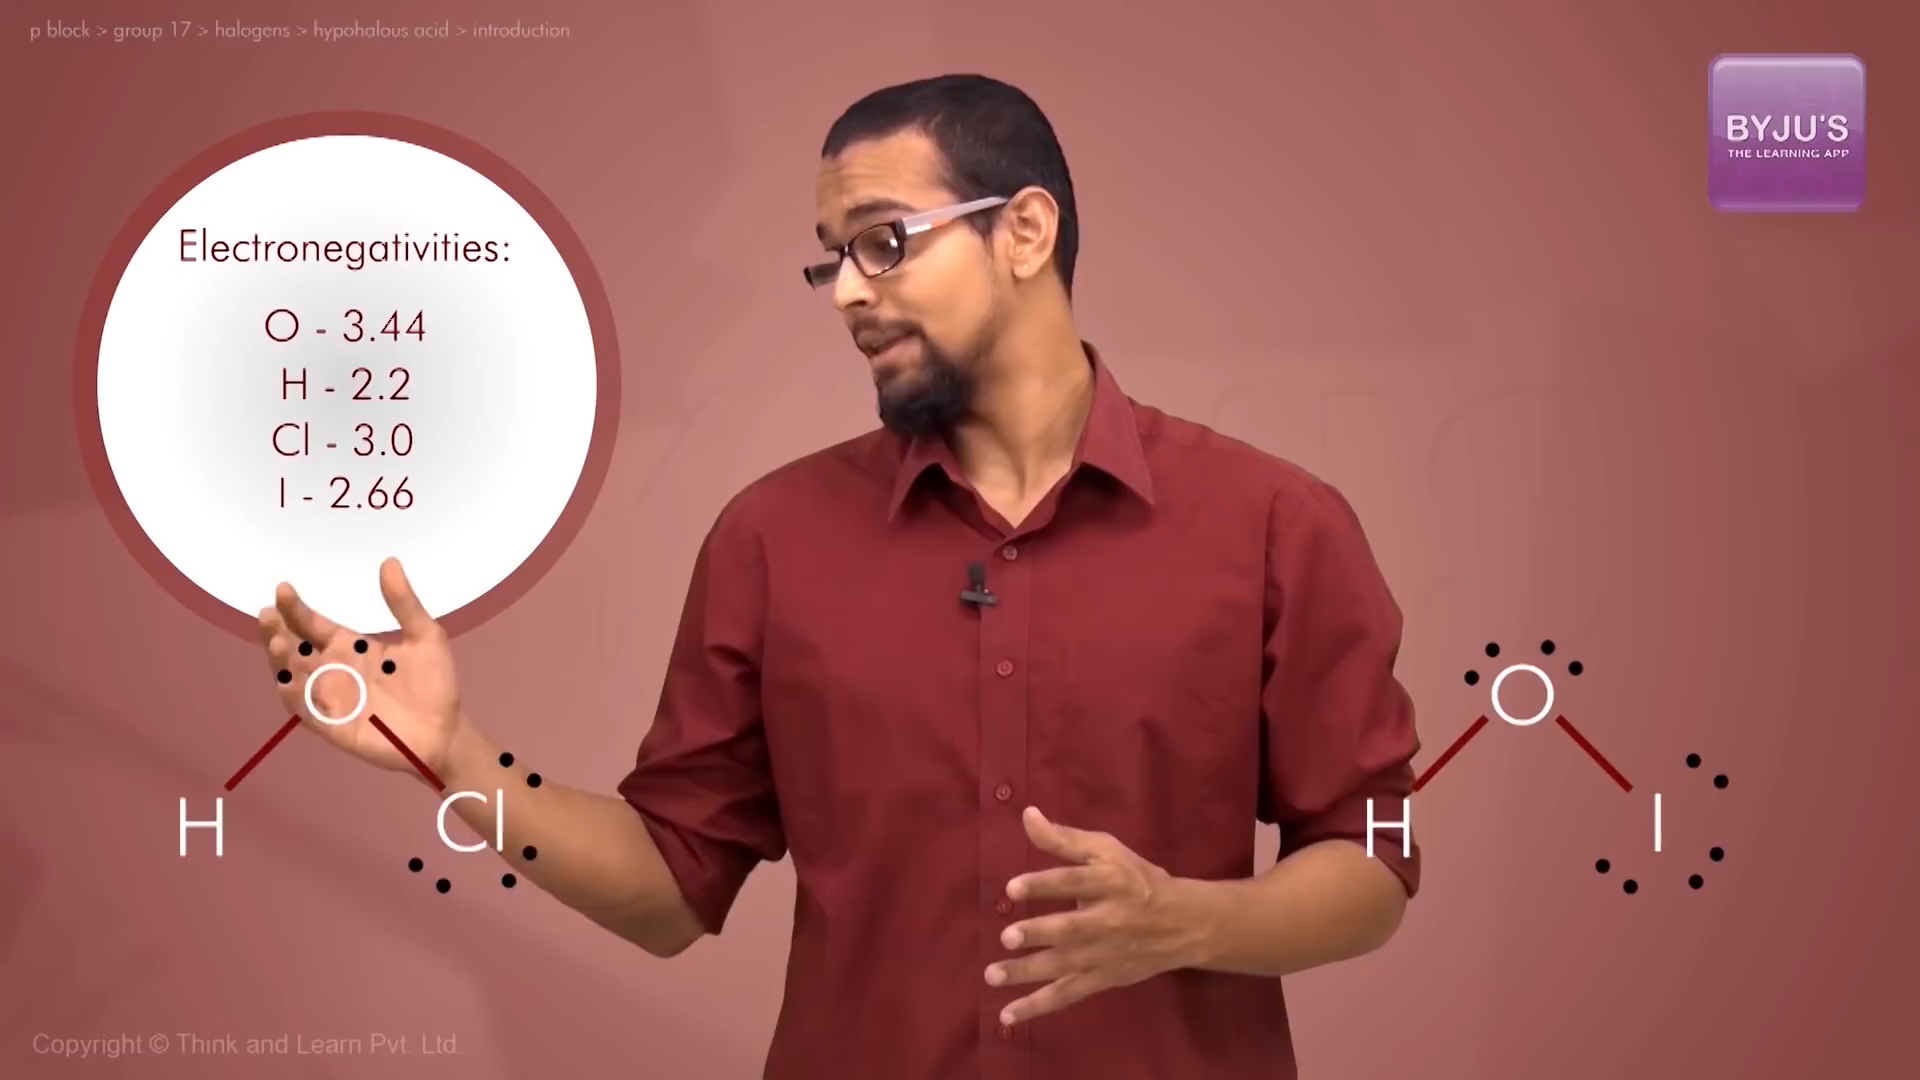 p block > group 17 > halogens > hypohalous acid > introduction
BYJU'S
THE LEARNING APP
Electronegativities:
O - 3.44
H - 2.2
Cl - 3.0
I - 2.66
O
H
Cl
O
H
I
Copyright © Think and Learn Pvt. Ltd.